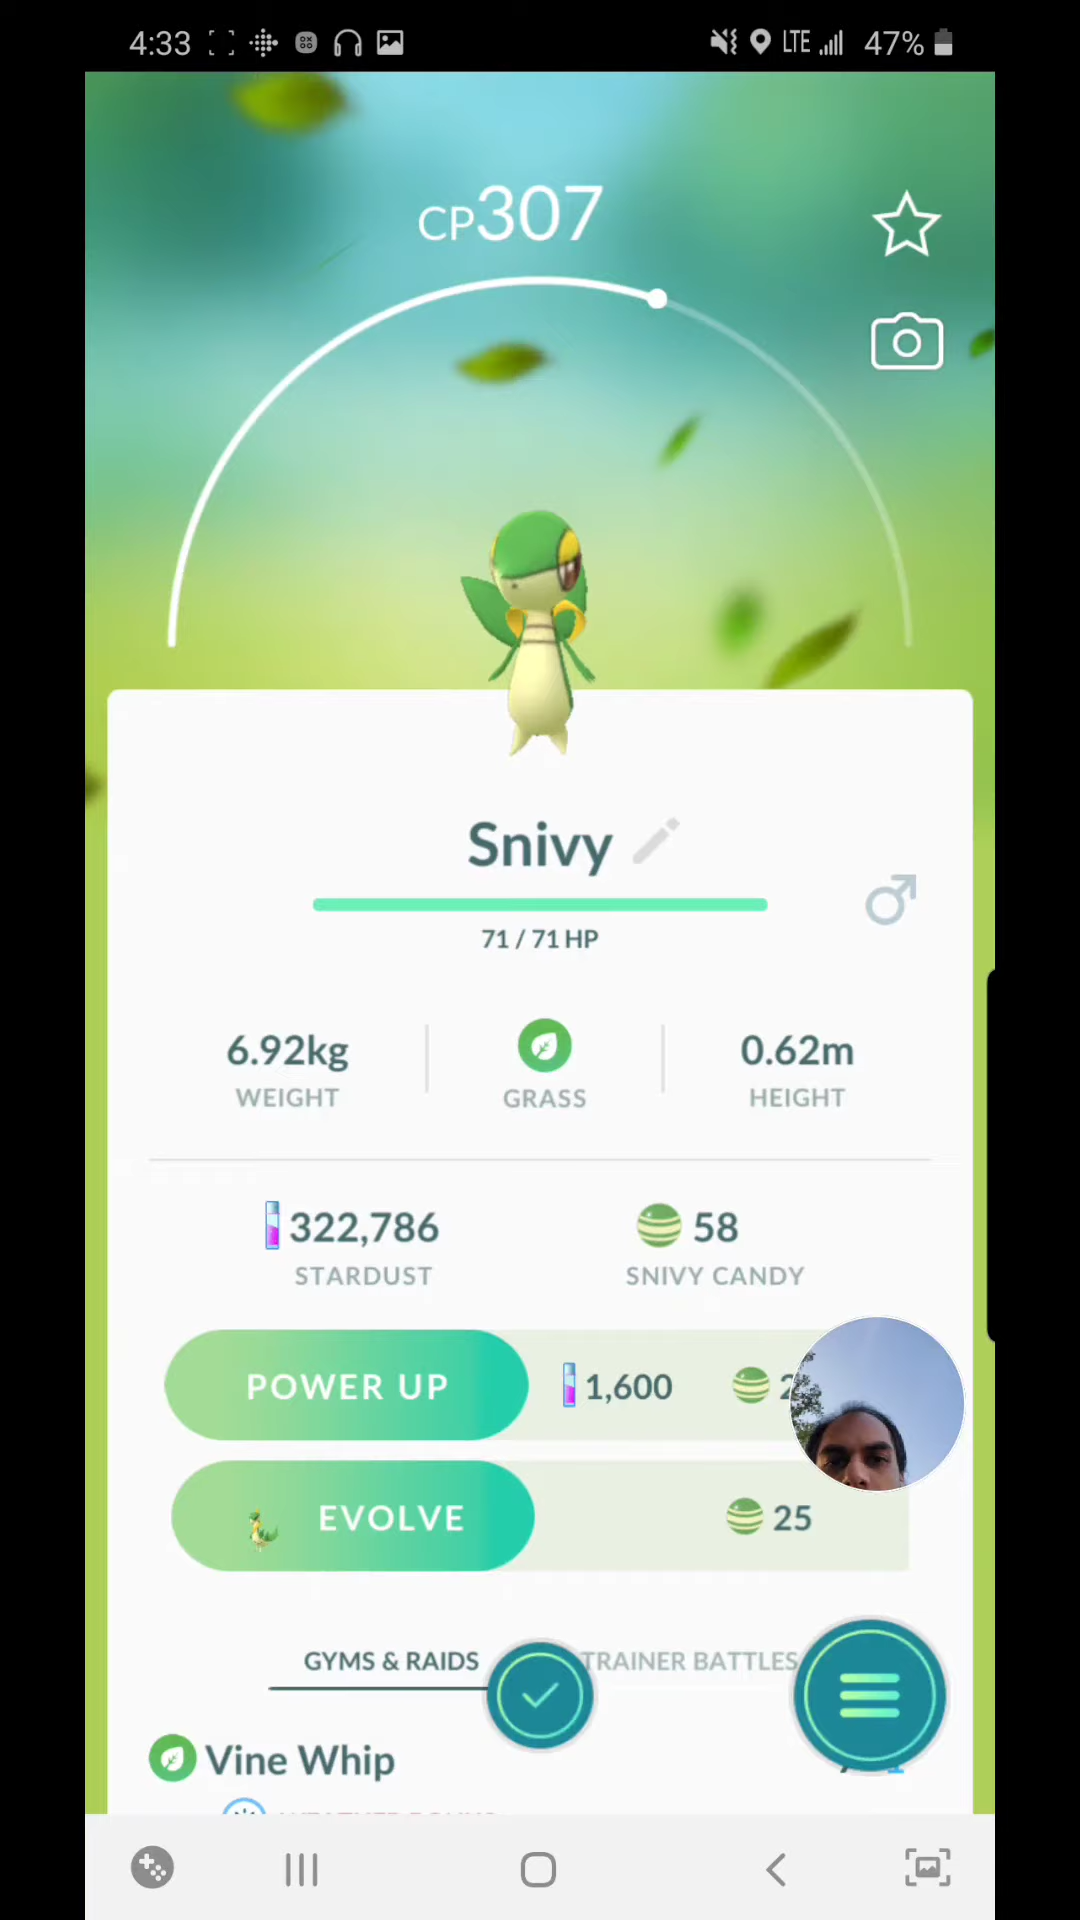 4:33 LTE 47%
CP307
Snivy
71 / 71 HP
6.92kg
WEIGHT
GRASS
0.62m
HEIGHT
322,786
STARDUST
58
SNIVY CANDY
POWER UP 1,600
EVOLVE 25
GYMS & RAIDS TRAINER BATTLES
Vine Whip